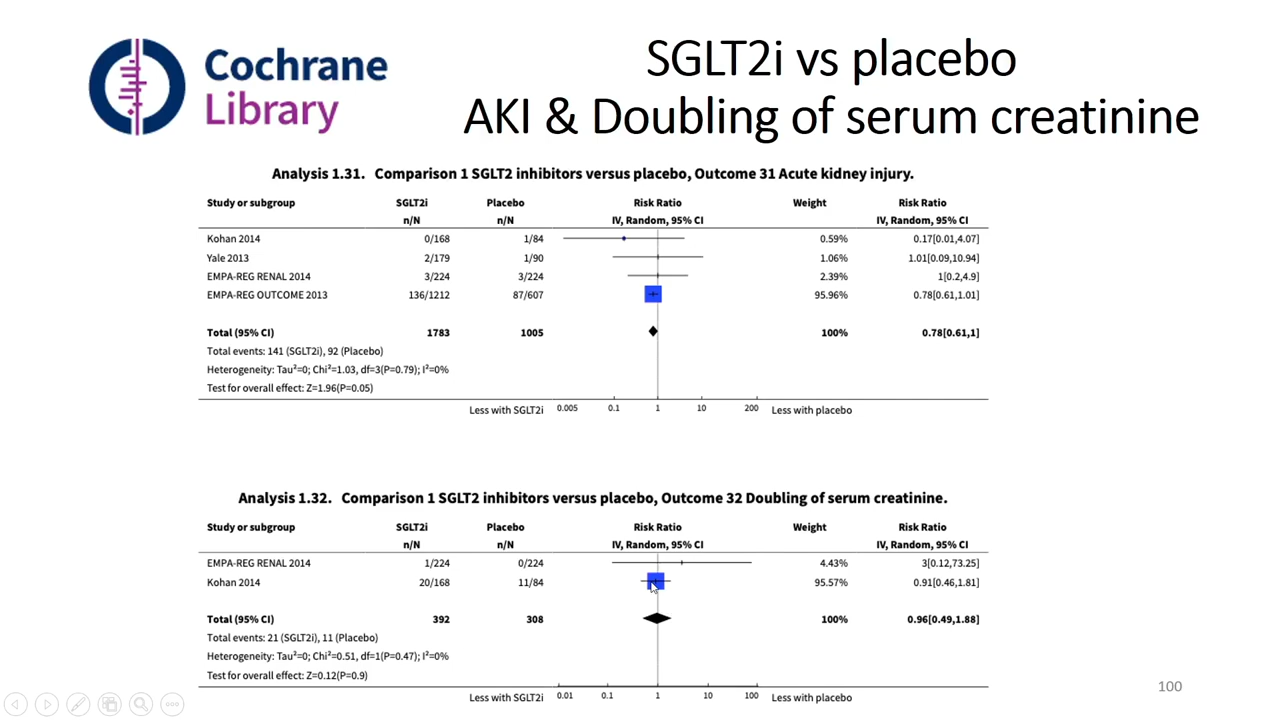 Cochrane
Library
SGLT2i vs placebo
AKI & Doubling of serum creatinine
Analysis 1.31. Comparison 1 SGLT2 inhibitors versus placebo, Outcome 31 Acute kidney injury.
Study or subgroup SGLT2i Placebo Risk Ratio Weight Risk Ratio
n/N n/N IV, Random, 95% CI IV, Random, 95% CI
Kohan 2014 0/168 1/84 0.59% 0.17[0.01,4.07]
Yale 2013 2/179 1/90 1.06% 1.01[0.09,10.94]
EMPA-REG RENAL 2014 3/224 3/224 2.39% 1[0.2,4.9]
EMPA-REG OUTCOME 2013 136/1212 87/607 95.96% 0.78[0.61,1.01]
Total (95% CI) 1783 1005 100% 0.78[0.61,1]
Total events: 141 (SGLT2i), 92 (Placebo)
Heterogeneity: Tau²=0; Chi²=1.03, df=3(P=0.79); I²=0%
Test for overall effect: Z=1.96(P=0.05)
Less with SGLT2i 0.005 0.1 1 10 200 Less with placebo
Analysis 1.32. Comparison 1 SGLT2 inhibitors versus placebo, Outcome 32 Doubling of serum creatinine.
Study or subgroup SGLT2i Placebo Risk Ratio Weight Risk Ratio
n/N n/N IV, Random, 95% CI IV, Random, 95% CI
EMPA-REG RENAL 2014 1/224 0/224 4.43% 3[0.12,73.25]
Kohan 2014 20/168 11/84 95.57% 0.91[0.46,1.81]
Total (95% CI) 392 308 100% 0.96[0.49,1.88]
Total events: 21 (SGLT2i), 11 (Placebo)
Heterogeneity: Tau²=0; Chi²=0.51, df=1(P=0.47); I²=0%
Test for overall effect: Z=0.12(P=0.9)
Less with SGLT2i 0.01 0.1 1 10 100 Less with placebo
100